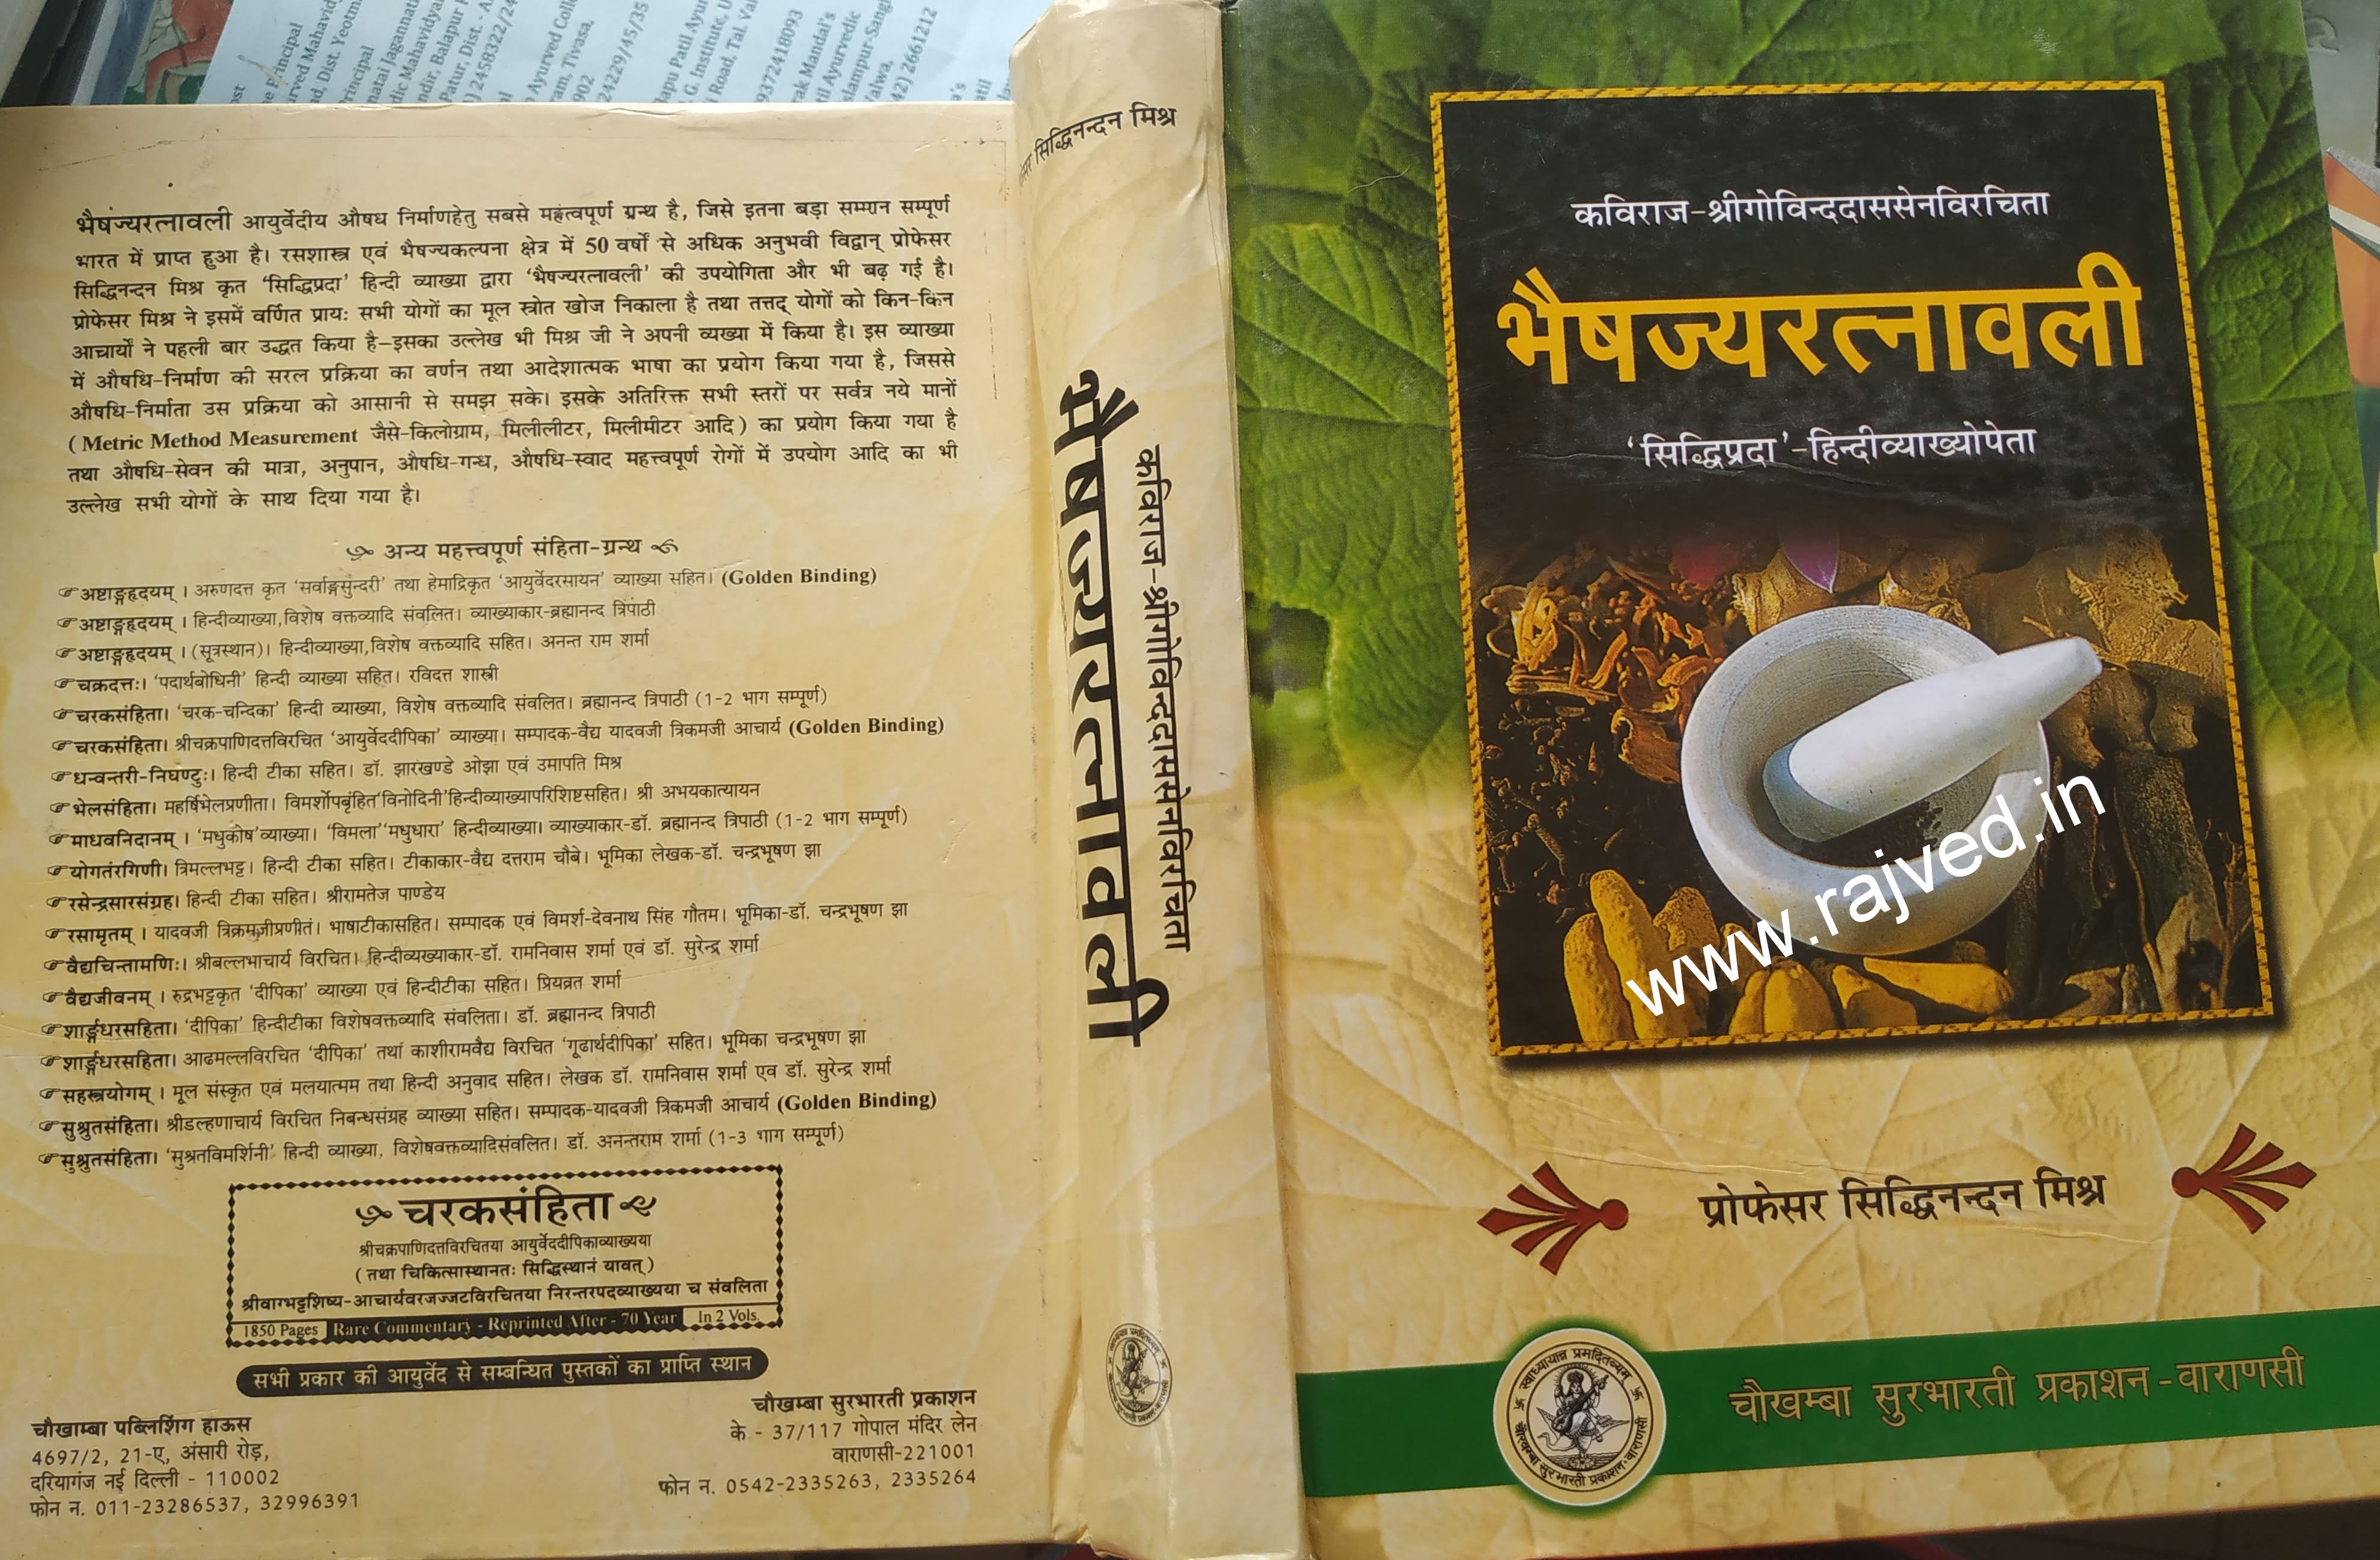 भैषज्यरत्नावली आयुर्वेदीय औषध निर्माणहेतु सबसे महत्वपूर्ण ग्रन्थ है, जिसे इतना बड़ा सम्मान सम्पूर्ण
भारत में प्राप्त हुआ है। रसशास्त्र एवं भैषज्यकल्पना क्षेत्र में 50 वर्षों से अधिक अनुभवी विद्वान् प्रोफेसर
सिद्धिनन्दन मिश्र कृत ‘सिद्धिप्रदा’ हिन्दी व्याख्या द्वारा ‘भैषज्यरत्नावली’ की उपयोगिता और भी बढ़ गई है।
प्रोफेसर मिश्र ने इसमें वर्णित प्रायः सभी योगों का मूल स्त्रोत खोज निकाला है तथा तत्तद् योगों को किन-किन
आचार्यों ने पहली बार उद्धत किया है–इसका उल्लेख भी मिश्र जी ने अपनी व्यख्या में किया है। इस व्याख्या
में औषधि-निर्माण की सरल प्रक्रिया का वर्णन तथा आदेशात्मक भाषा का प्रयोग किया गया है, जिससे
औषधि-निर्माता उस प्रक्रिया को आसानी से समझ सके। इसके अतिरिक्त सभी स्तरों पर सर्वत्र नये मानों
( Metric Method Measurement जैसे-किलोग्राम, मिलीलीटर, मिलीमीटर आदि ) का प्रयोग किया गया है
तथा औषधि-सेवन की मात्रा, अनुपान, औषधि-गन्ध, औषधि-स्वाद महत्त्वपूर्ण रोगों में उपयोग आदि का भी
उल्लेख सभी योगों के साथ दिया गया है।
अन्य महत्त्वपूर्ण संहिता-ग्रन्थ
अष्टाङ्गहृदयम् । अरुणदत्त कृत ‘सर्वाङ्गसुन्दरी’ तथा हेमाद्रिकृत ‘आयुर्वेदरसायन’ व्याख्या सहित। (Golden Binding)
अष्टाङ्गहृदयम् । हिन्दीव्याख्या,विशेष वक्तव्यादि संवलित। व्याख्याकार-ब्रह्मानन्द त्रिपाठी
अष्टाङ्गहृदयम् । (सूत्रस्थान)। हिन्दीव्याख्या,विशेष वक्तव्यादि सहित। अनन्त राम शर्मा
चक्रदत्तः। ‘पदार्थबोधिनी’ हिन्दी व्याख्या सहित। रविदत्त शास्त्री
चरकसंहिता। ‘चरक-चन्दिका’ हिन्दी व्याख्या, विशेष वक्तव्यादि संवलित। ब्रह्मानन्द त्रिपाठी (1-2 भाग सम्पूर्ण)
चरकसंहिता। श्रीचक्रपाणिदत्तविरचित ‘आयुर्वेददीपिका’ व्याख्या। सम्पादक-वैद्य यादवजी त्रिकमजी आचार्य (Golden Binding)
धन्वन्तरी-निघण्टुः। हिन्दी टीका सहित। डॉ. झारखण्डे ओझा एवं उमापति मिश्र
भेलसंहिता। महर्षिभेलप्रणीता। विमर्शोपबृंहित‘विनोदिनी’हिन्दीव्याख्यापरिशिष्टसहित। श्री अभयकात्यायन
माधवनिदानम् । ‘मधुकोष’व्याख्या। ‘विमला’‘मधुधारा’ हिन्दीव्याख्या। व्याख्याकार-डॉ. ब्रह्मानन्द त्रिपाठी (1-2 भाग सम्पूर्ण)
योगतंरगिणी। त्रिमल्लभट्ट। हिन्दी टीका सहित। टीकाकार-वैद्य दत्तराम चौबे। भूमिका लेखक-डॉ. चन्द्रभूषण झा
रसेन्द्रसारसंग्रह। हिन्दी टीका सहित। श्रीरामतेज पाण्डेय
रसामृतम् । यादवजी त्रिक्रमजीप्रणीतं। भाषाटीकासहित। सम्पादक एवं विमर्श-देवनाथ सिंह गौतम। भूमिका-डॉ. चन्द्रभूषण झा
वैद्यचिन्तामणिः। श्रीबल्लभाचार्य विरचित। हिन्दीव्यख्याकार-डॉ. रामनिवास शर्मा एवं डॉ. सुरेन्द्र शर्मा
वैद्यजीवनम् । रुद्रभट्टकृत ‘दीपिका’ व्याख्या एवं हिन्दीटीका सहित। प्रियव्रत शर्मा
शार्ङ्गधरसहिता। ‘दीपिका’ हिन्दीटीका विशेषवक्तव्यादि संवलिता। डॉ. ब्रह्मानन्द त्रिपाठी
शार्ङ्गधरसहिता। आढमल्लविरचित ‘दीपिका’ तथा काशीरामवैद्य विरचित ‘गूढार्थदीपिका’ सहित। भूमिका चन्द्रभूषण झा
सहस्त्रयोगम् । मूल संस्कृत एवं मलयात्मम तथा हिन्दी अनुवाद सहित। लेखक डॉ. रामनिवास शर्मा एव डॉ. सुरेन्द्र शर्मा
सुश्रुतसंहिता। श्रीडल्हणाचार्य विरचित निबन्धसंग्रह व्याख्या सहित। सम्पादक-यादवजी त्रिकमजी आचार्य (Golden Binding)
सुश्रुतसंहिता। ‘सुश्रतविमर्शिनी’ हिन्दी व्याख्या, विशेषवक्तव्यादिसंवलित। डॉ. अनन्तराम शर्मा (1-3 भाग सम्पूर्ण)
चरकसंहिता
श्रीचक्रपाणिदत्तविरचितया आयुर्वेददीपिकाव्याख्यया
( तथा चिकित्सास्थानतः सिद्धिस्थानं यावत् )
श्रीवाग्भट्टशिष्य-आचार्यवरजज्जटविरचितया निरन्तरपदव्याख्यया च संवलिता
1850 Pages Rare Commentary - Reprinted After - 70 Year In 2 Vols.
सभी प्रकार की आयुर्वेद से सम्बन्धित पुस्तकों का प्राप्ति स्थान
चौखाम्बा पब्लिशिंग हाऊस
4697/2, 21-ए, अंसारी रोड़,
दरियागंज नई दिल्ली - 110002
फोन न. 011-23286537, 32996391
चौखम्बा सुरभारती प्रकाशन
के - 37/117 गोपाल मंदिर लेन
वाराणसी-221001
फोन न. 0542-2335263, 2335264
सिद्धिनन्दन मिश्र
भैषज्यरत्नावली
कविराज-श्रीगोविन्ददाससेनविरचिता
कविराज-श्रीगोविन्ददाससेनविरचिता
भैषज्यरत्नावली
‘सिद्धिप्रदा’-हिन्दीव्याख्योपेता
www.rajved.in
प्रोफेसर सिद्धिनन्दन मिश्र
स्वाध्यायान्न प्रमदितव्यम्
चौखम्बा सुरभारती प्रकाशन-वाराणसी
चौखम्बा सुरभारती प्रकाशन-वाराणसी
9372418093
G. Institute,
2661212